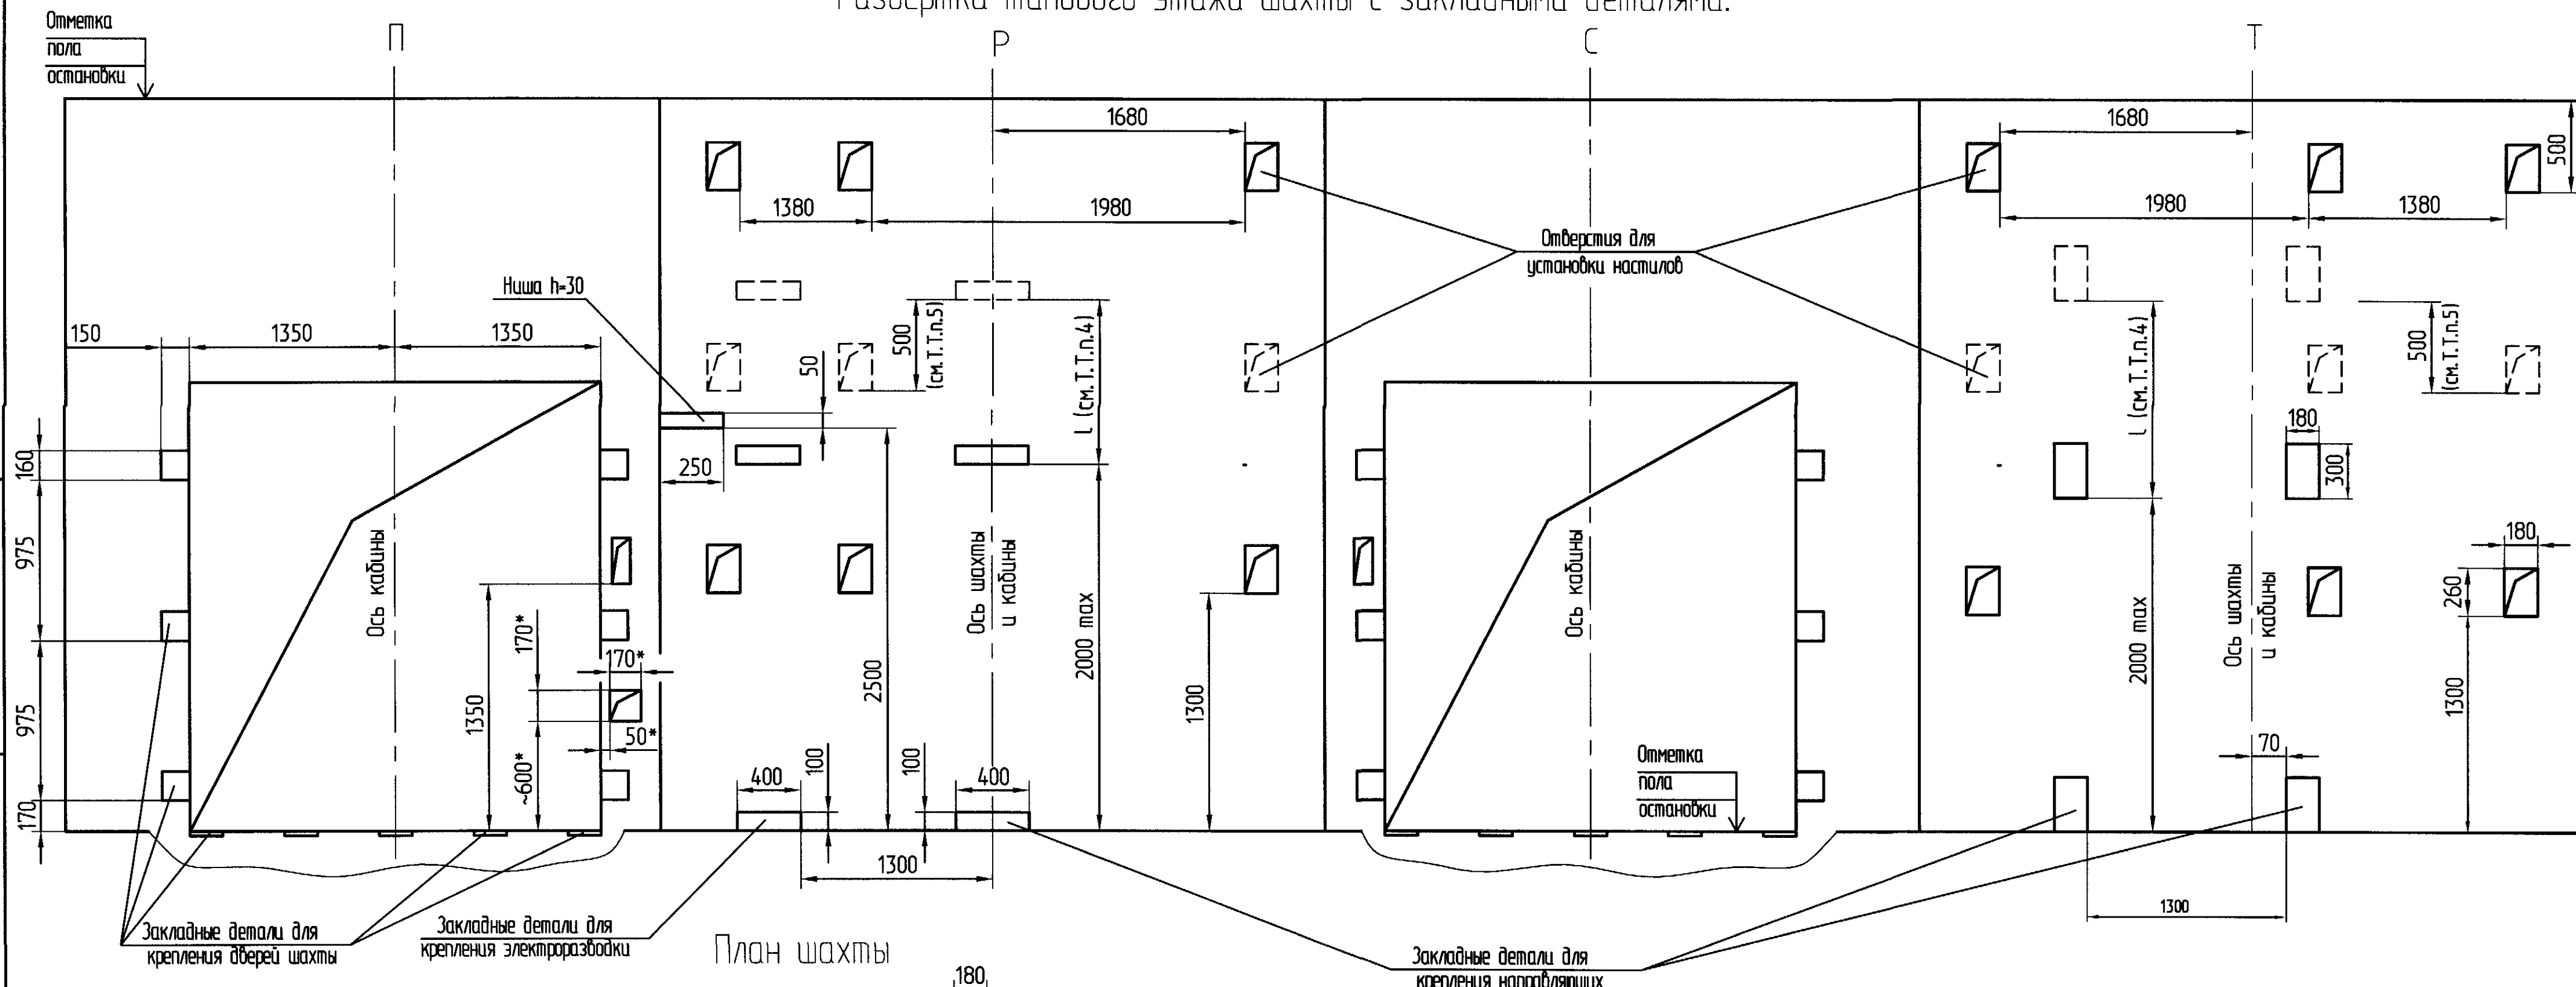 Развертка типового этажа шахты с закладными деталями.
Отметка
пола
остановки
П
Р
С
Т
1680
1680
500
1380
1980
1980
1380
Отверстия для
установки настилов
Ниша h=30
150
1350
1350
50
500
(см.Т.Т.п.5)
L (см.Т.Т.п.4)
L (см.Т.Т.п.4)
500
(см.Т.Т.п.5)
180
300
160
250
975
Ось кабины
Ось шахты
и кабины
Ось кабины
Ось шахты
и кабины
180
260
170*
170*
1350
2500
2000 max
1300
2000 max
1300
975
50*
~600*
170
400
100
100
400
Отметка
пола
остановки
70
1300
1300
Закладные детали для
крепления дверей шахты
Закладные детали для
крепления электроразводки
План шахты
180
Закладные детали для
крепления направляющих